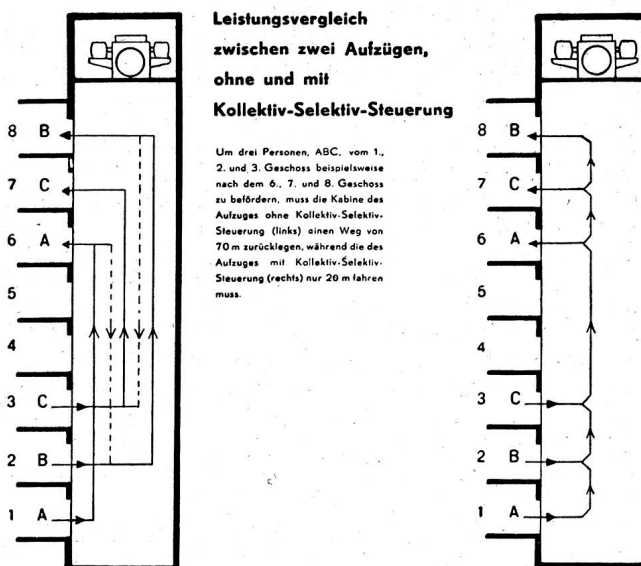 Leistungsvergleich
zwischen zwei Aufzügen,
ohne und mit
Kollektiv-Selektiv-Steuerung
Um drei Personen, ABC, vom 1.,
2. und 3. Geschoss beispielsweise
nach dem 6., 7. und 8. Geschoss
zu befördern, muss die Kabine des
Aufzuges ohne Kollektiv-Selektiv-
Steuerung (links) einen Weg von
70 m zurücklegen, während die des
Aufzuges mit Kollektiv-Selektiv-
Steuerung (rechts) nur 20 m fahren
muss.
8 B
7 C
6 A
5
4
3 C
2 B
1 A
8 B
7 C
6 A
5
4
3 C
2 B
1 A